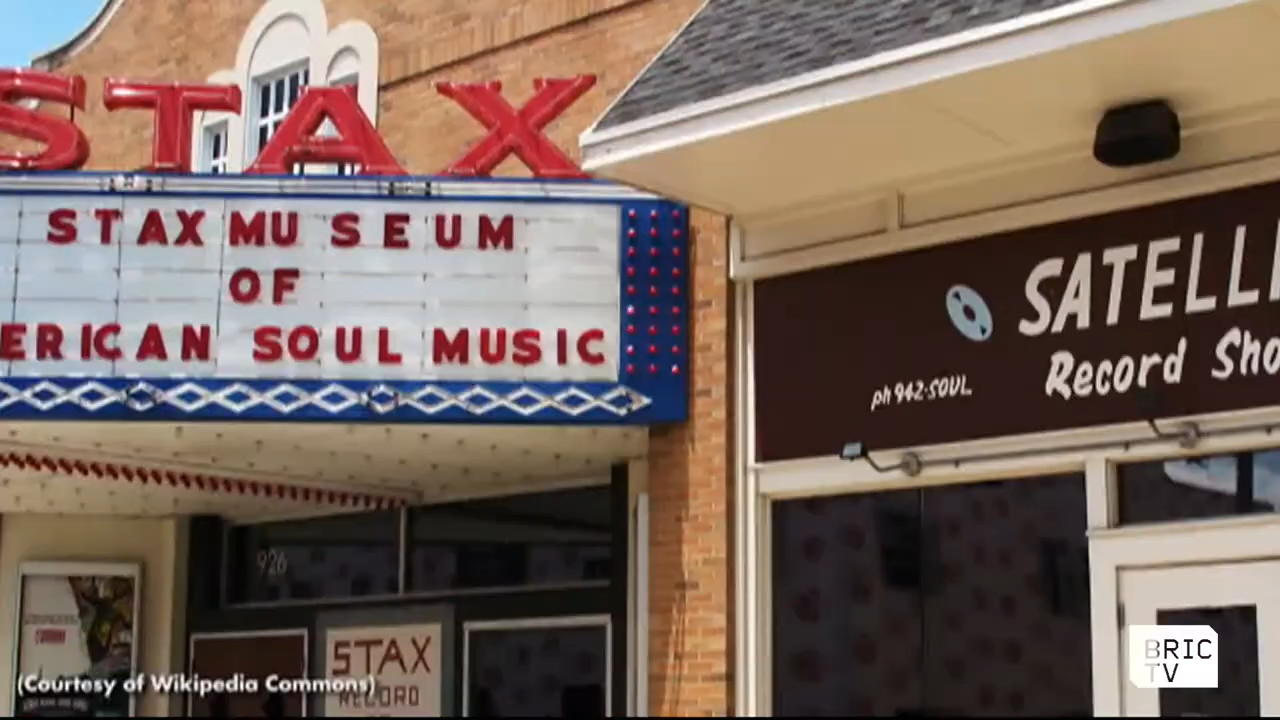 STAX
STAX MUSEUM
OF
ERICAN SOUL MUSIC
SATELLI
Record Sho
ph 942-SOUL
926
STAX
RECORD
(Courtesy of Wikipedia Commons)
BRIC
TV